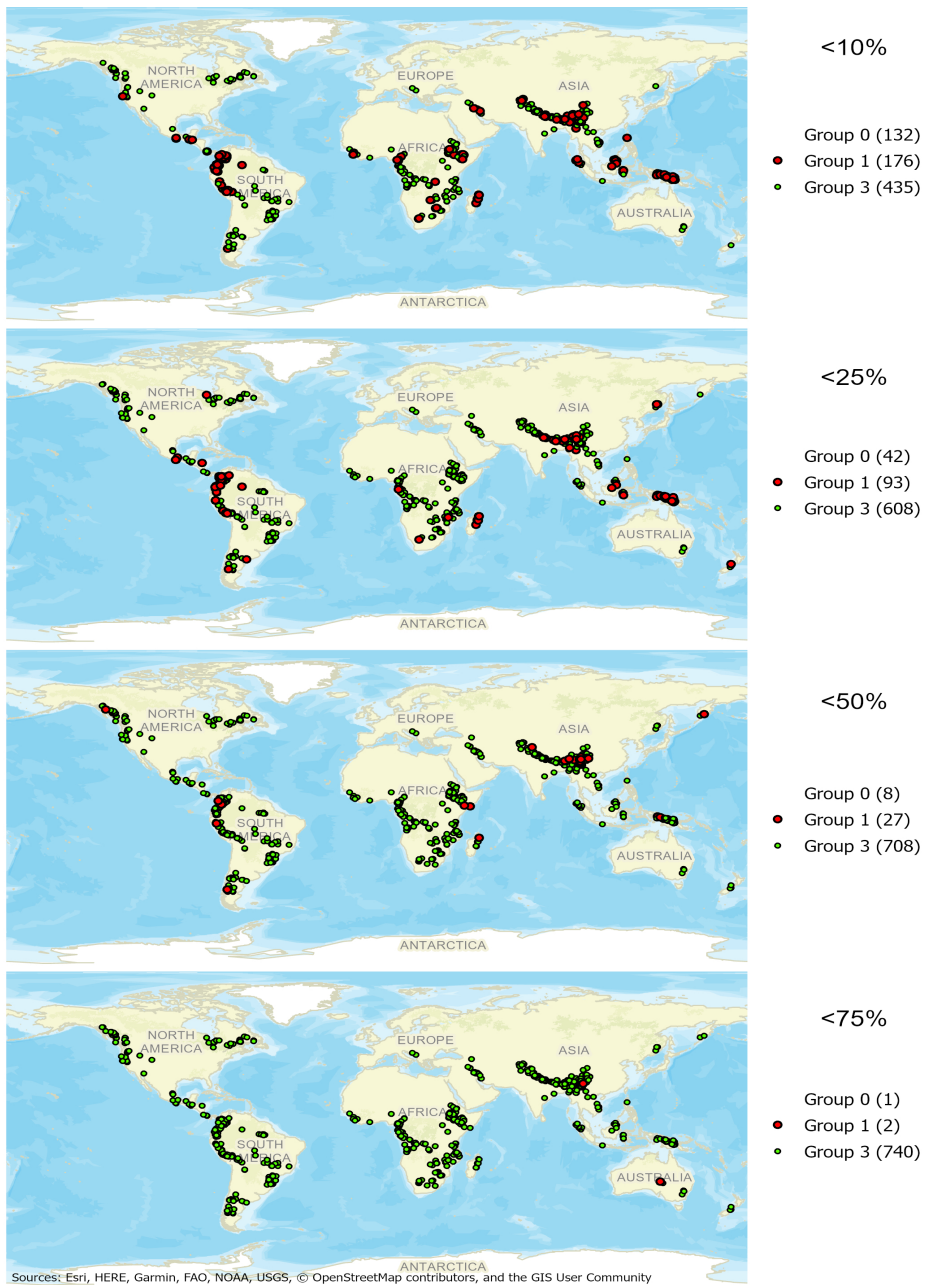 <10%
NORTH
AMERICA
EUROPE
ASIA
AFRICA
SOUTH
AMERICA
AUSTRALIA
ANTARCTICA
Group 0 (132)
Group 1 (176)
Group 3 (435)
<25%
NORTH
AMERICA
EUROPE
ASIA
AFRICA
SOUTH
AMERICA
AUSTRALIA
ANTARCTICA
Group 0 (42)
Group 1 (93)
Group 3 (608)
<50%
NORTH
AMERICA
EUROPE
ASIA
AFRICA
SOUTH
AMERICA
AUSTRALIA
ANTARCTICA
Group 0 (8)
Group 1 (27)
Group 3 (708)
<75%
NORTH
AMERICA
EUROPE
ASIA
AFRICA
SOUTH
AMERICA
AUSTRALIA
ANTARCTICA
Group 0 (1)
Group 1 (2)
Group 3 (740)
Sources: Esri, HERE, Garmin, FAO, NOAA, USGS, © OpenStreetMap contributors, and the GIS User Community